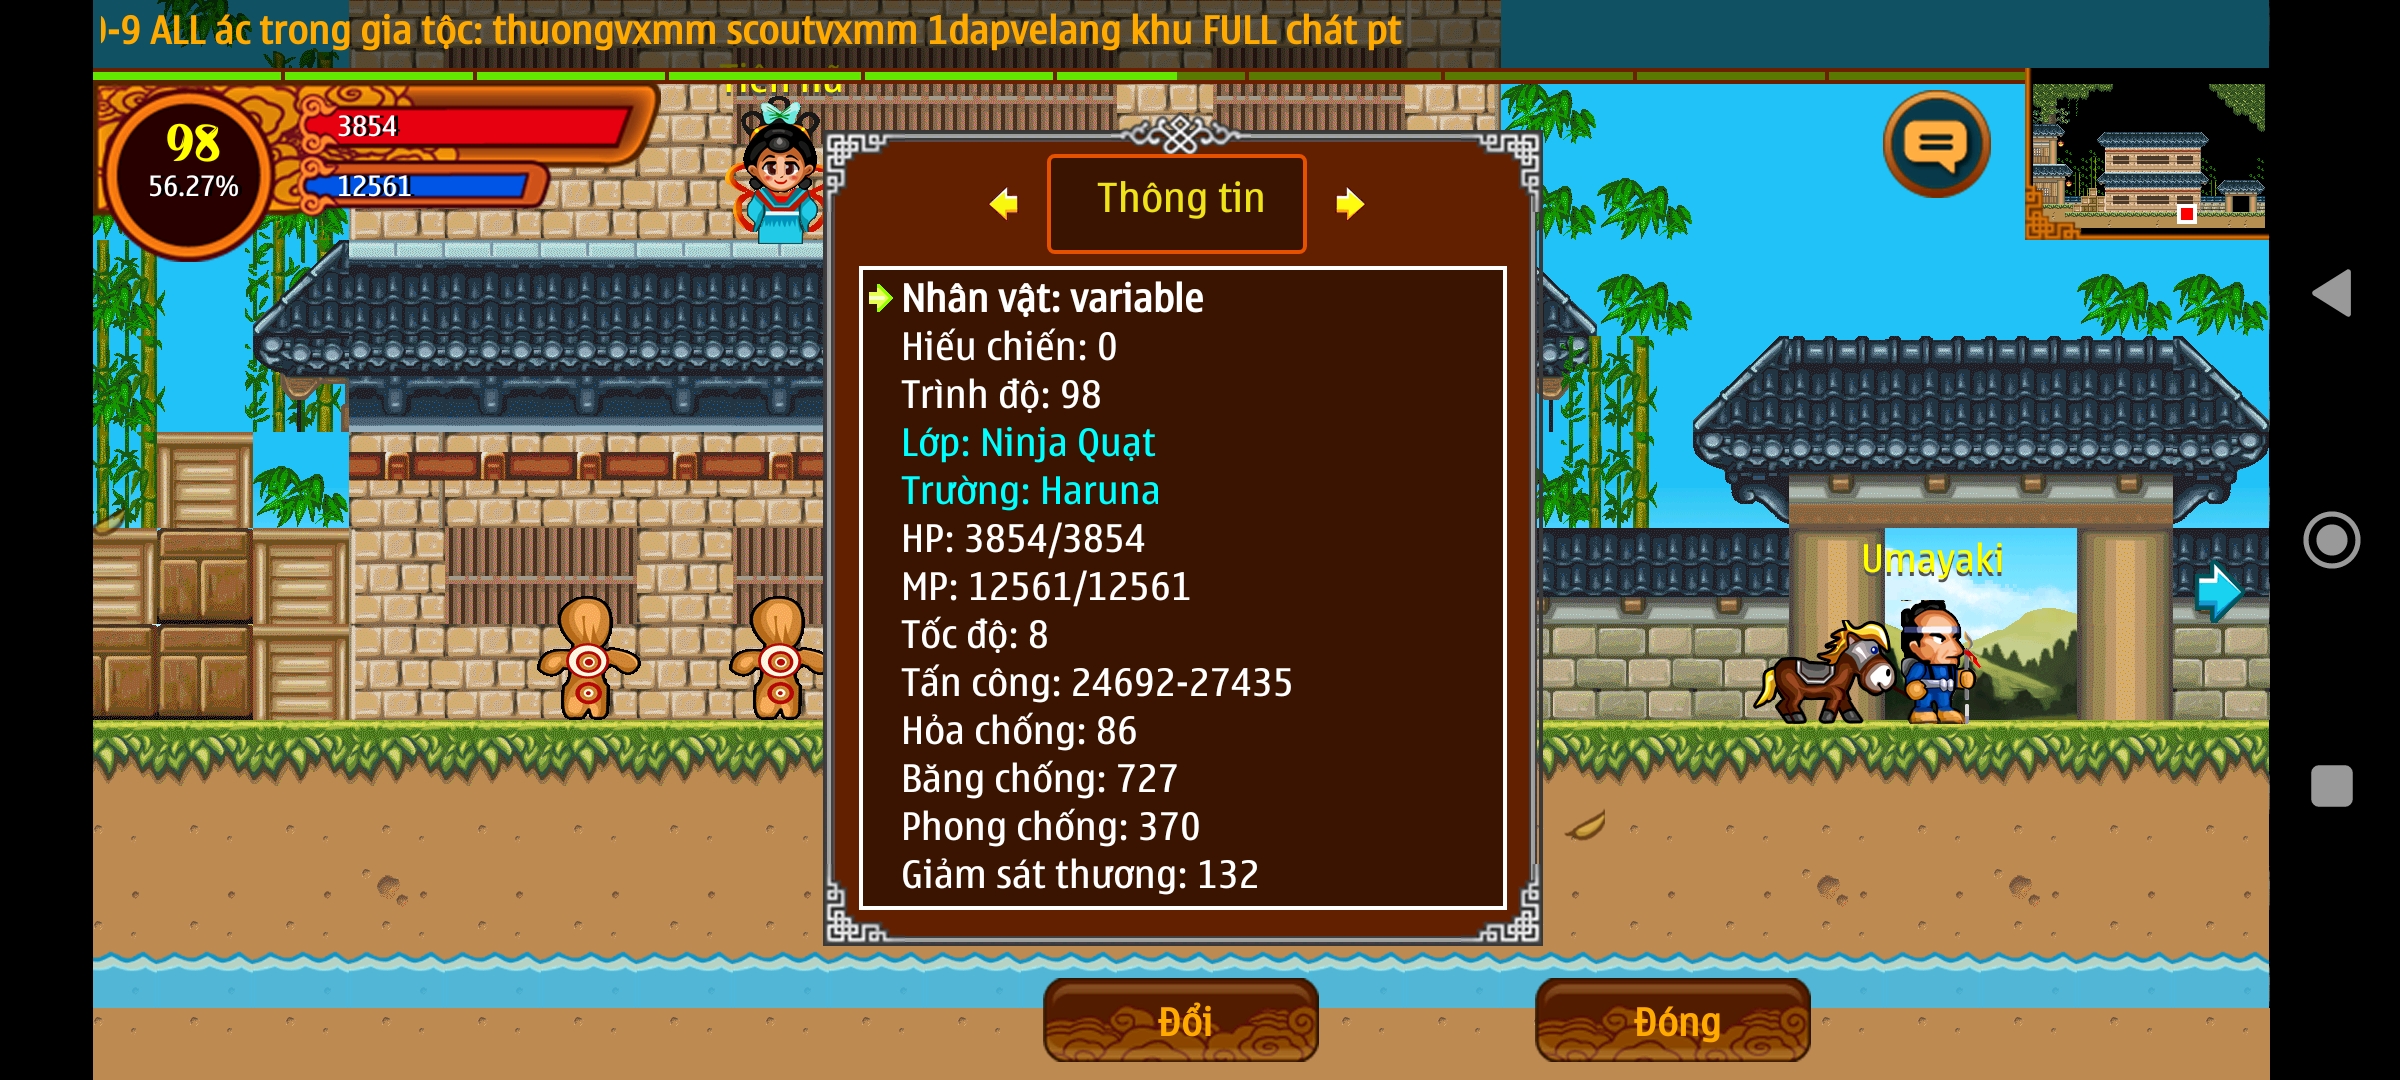 -9 ALL ác trong gia tộc: thuongvxmm scoutvxmm 1dapvelang khu FULL chát pt
Tiên nữ
98
56.27%
3854
12561
Thông tin
Nhân vật: variable
Hiếu chiến: 0
Trình độ: 98
Lớp: Ninja Quạt
Trường: Haruna
HP: 3854/3854
MP: 12561/12561
Tốc độ: 8
Tấn công: 24692-27435
Hỏa chống: 86
Băng chống: 727
Phong chống: 370
Giảm sát thương: 132
Umayaki
Đổi
Đóng